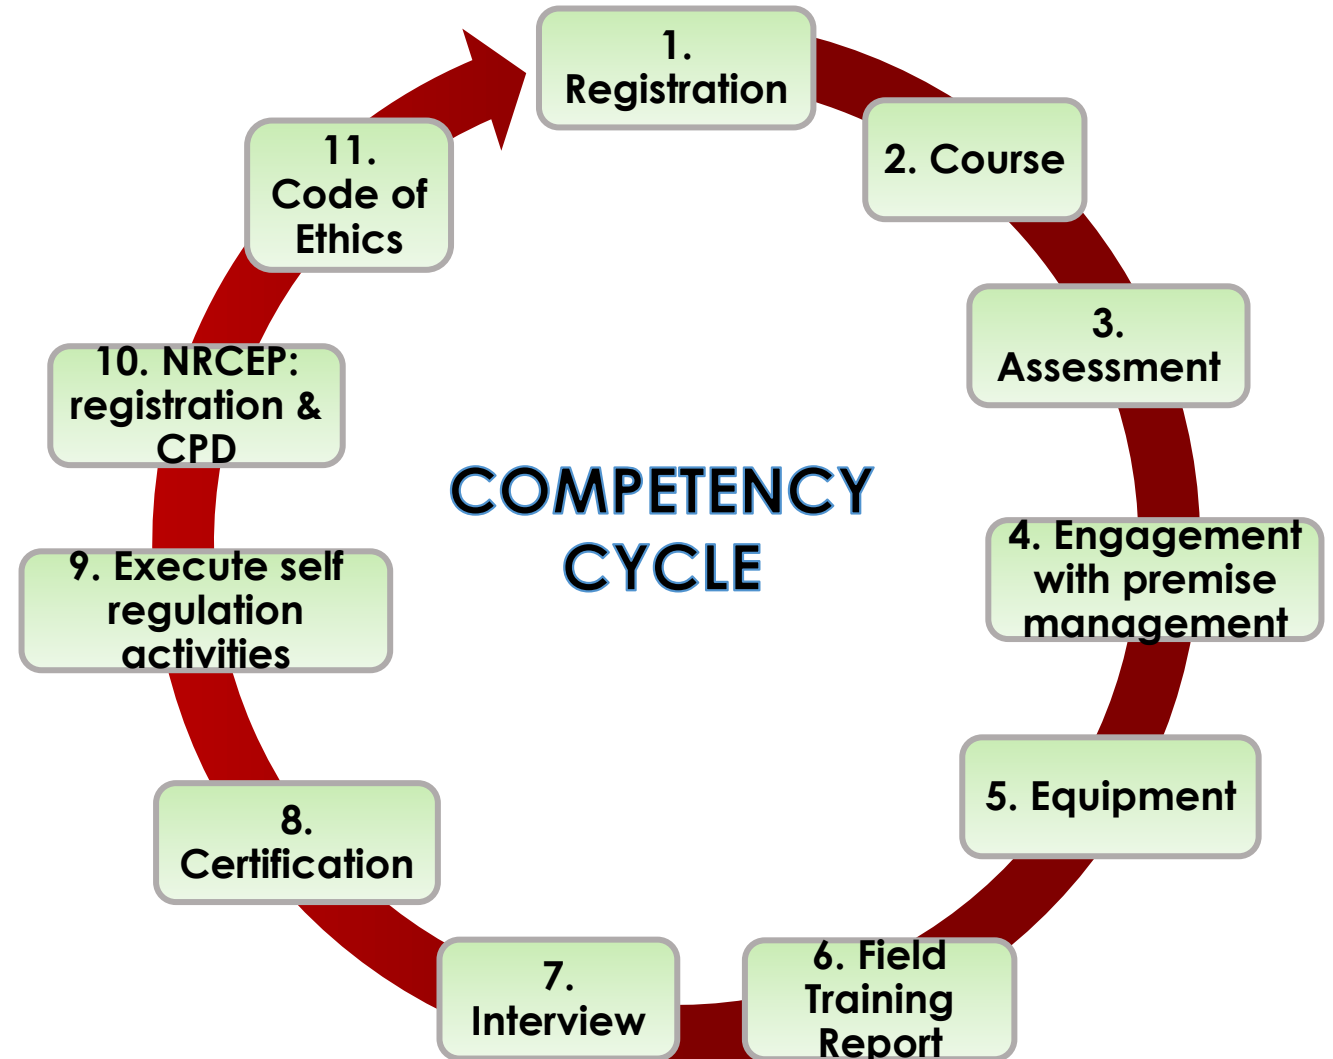 1.
Registration
2. Course
3.
Assessment
4. Engagement
with premise
management
5. Equipment
6. Field
Training
Report
7.
Interview
8.
Certification
9. Execute self
regulation
activities
10. NRCEP:
registration &
CPD
11.
Code of
Ethics
COMPETENCY
CYCLE